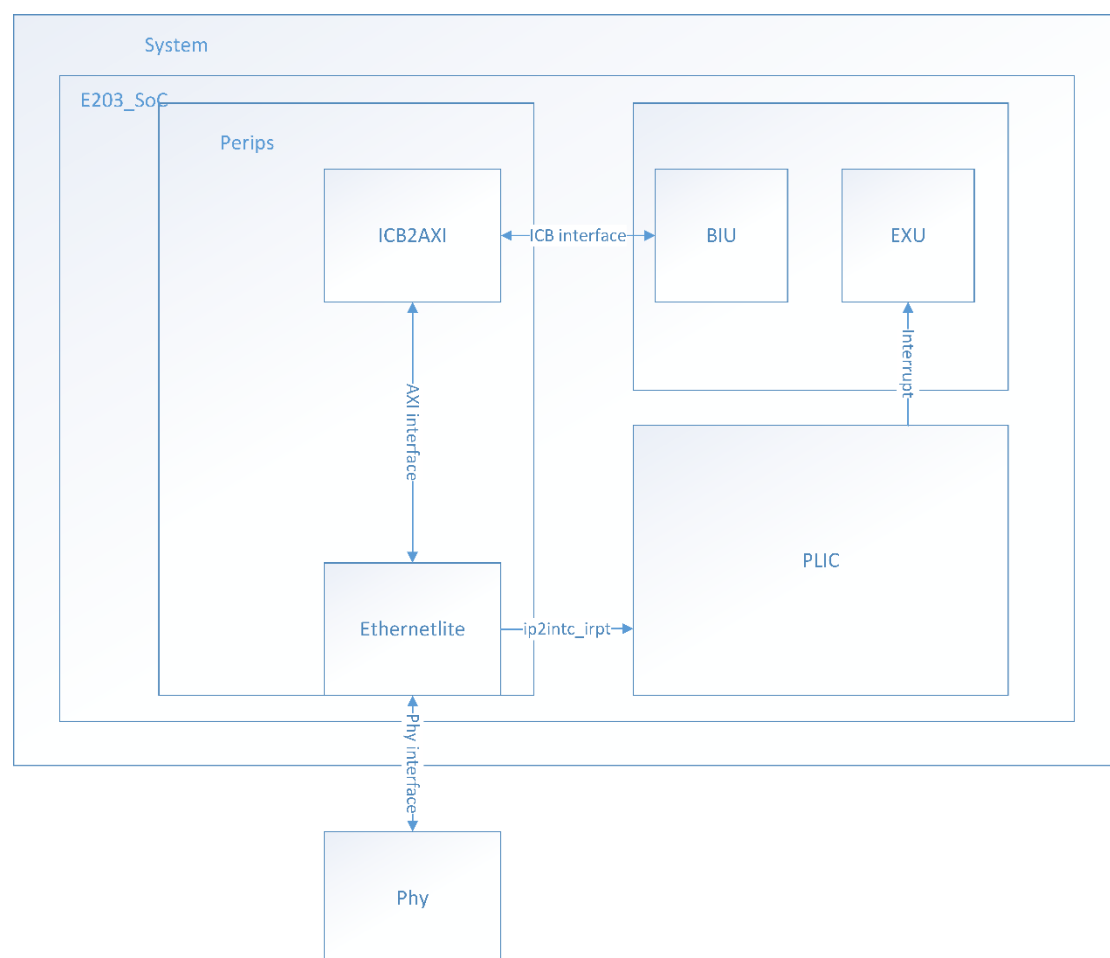 System
E203_SoC
Perips
ICB2AXI
ICB interface
BIU
EXU
Interrupt
AXI interface
PLIC
Ethernetlite
ip2intc_irpt
Phy interface
Phy